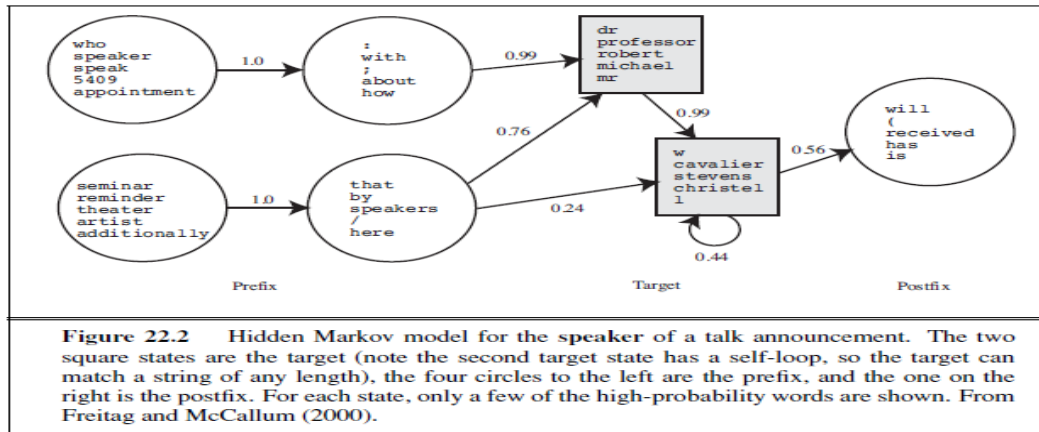 who
speaker
speak
5409
appointment
1.0
:
with
;
about
how
0.99
dr
professor
robert
michael
mr
0.76
0.99
seminar
reminder
theater
artist
additionally
1.0
that
by
speakers
/
here
0.24
w
cavalier
stevens
christel
l
0.44
0.56
will
(
received
has
is
Prefix
Target
Postfix
Figure 22.2 Hidden Markov model for the speaker of a talk announcement. The two
square states are the target (note the second target state has a self-loop, so the target can
match a string of any length), the four circles to the left are the prefix, and the one on the
right is the postfix. For each state, only a few of the high-probability words are shown. From
Freitag and McCallum (2000).